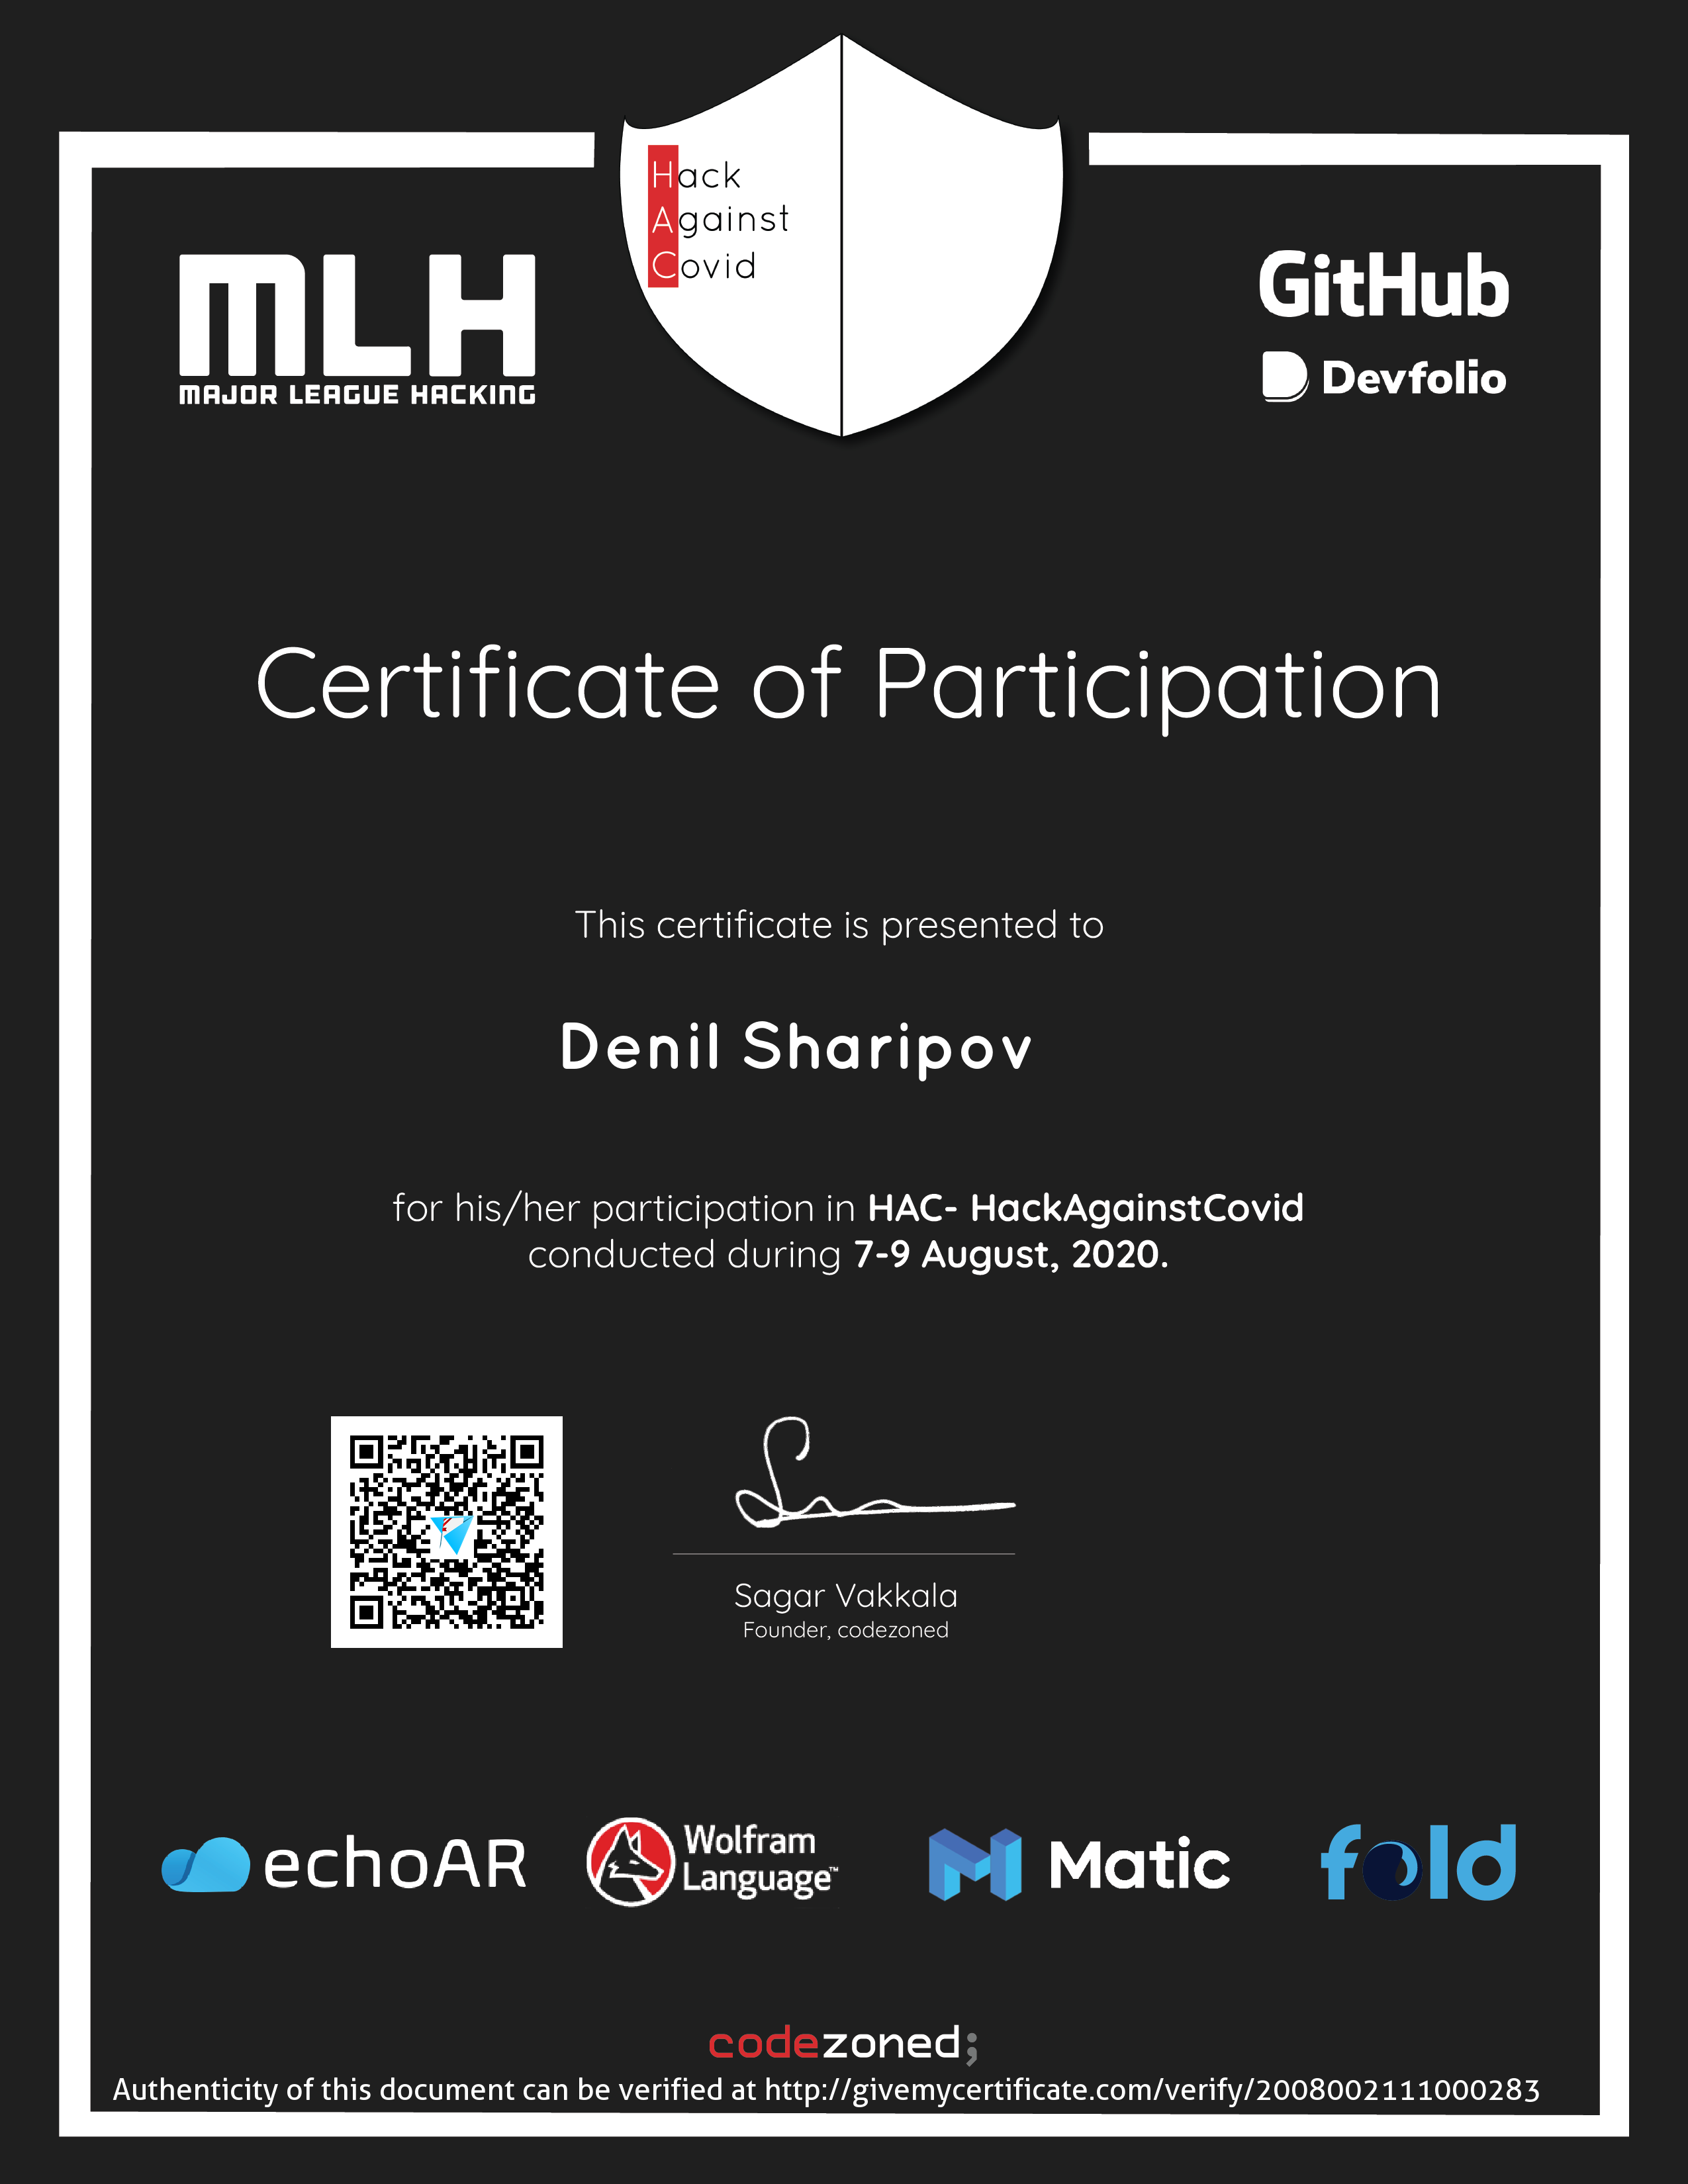 Hack
Against
Covid
MLH
MAJOR LEAGUE HACKING
GitHub
Devfolio
Certificate of Participation
This certificate is presented to
Denil Sharipov
for his/her participation in HAC- HackAgainstCovid
conducted during 7-9 August, 2020.
Sagar Vakkala
Founder, codezoned
echoAR
Wolfram
Language™
Matic
fold
codezoned;
Authenticity of this document can be verified at http://givemycertificate.com/verify/2008002111000283